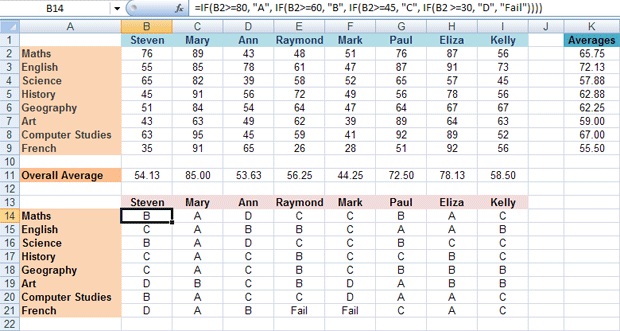 B14 fx =IF(B2>=80, "A", IF(B2>=60, "B", IF(B2>=45, "C", IF(B2 >=30, "D", "Fail"))))
A B C D E F G H I J K
1 Steven Mary Ann Raymond Mark Paul Eliza Kelly Averages
2 Maths 76 89 43 48 51 76 87 56 65.75
3 English 55 85 78 61 47 87 91 73 72.13
4 Science 65 82 39 58 52 65 57 45 57.88
5 History 45 91 56 72 49 56 78 56 62.88
6 Geography 51 84 54 64 47 64 67 67 62.25
7 Art 43 63 49 62 39 89 64 63 59.00
8 Computer Studies 63 95 45 59 41 92 89 52 67.00
9 French 35 91 65 26 28 51 92 56 55.50
10
11 Overall Average 54.13 85.00 53.63 56.25 44.25 72.50 78.13 58.50
12
13 Steven Mary Ann Raymond Mark Paul Eliza Kelly
14 Maths B A D C C B A C
15 English C A B B C A A B
16 Science B A D C C B C C
17 History C A C B C C B C
18 Geography C A C B C B B B
19 Art D B C B D A B B
20 Computer Studies B A C C D A A C
21 French D A B Fail Fail C A C
22